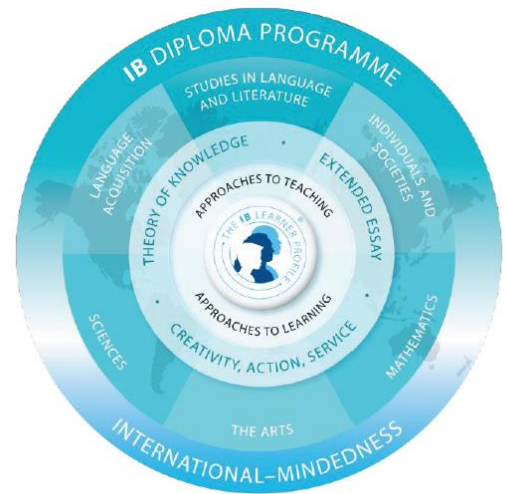 IB DIPLOMA PROGRAMME
STUDIES IN LANGUAGE
AND LITERATURE
LANGUAGE
ACQUISITION
INDIVIDUALS AND
SOCIETIES
THEORY OF KNOWLEDGE
•
EXTENDED ESSAY
APPROACHES TO TEACHING
THE IB LEARNER PROFILE
®
APPROACHES TO LEARNING
•
CREATIVITY, ACTION, SERVICE
•
SCIENCES
MATHEMATICS
THE ARTS
INTERNATIONAL–MINDEDNESS